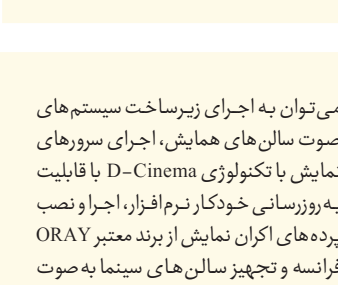 می‌توان به اجرای زیرساخت سیستم‌های
صوت سالن‌های همایش، اجرای سرورهای
نمایش با تکنولوژی D-Cinema با قابلیت
به‌روزرسانی خودکار نرم‌افزار، اجرا و نصب
پرده‌های اکران نمایش از برند معتبر ORAY
فرانسه و تجهیز سالن‌های سینما به صوت